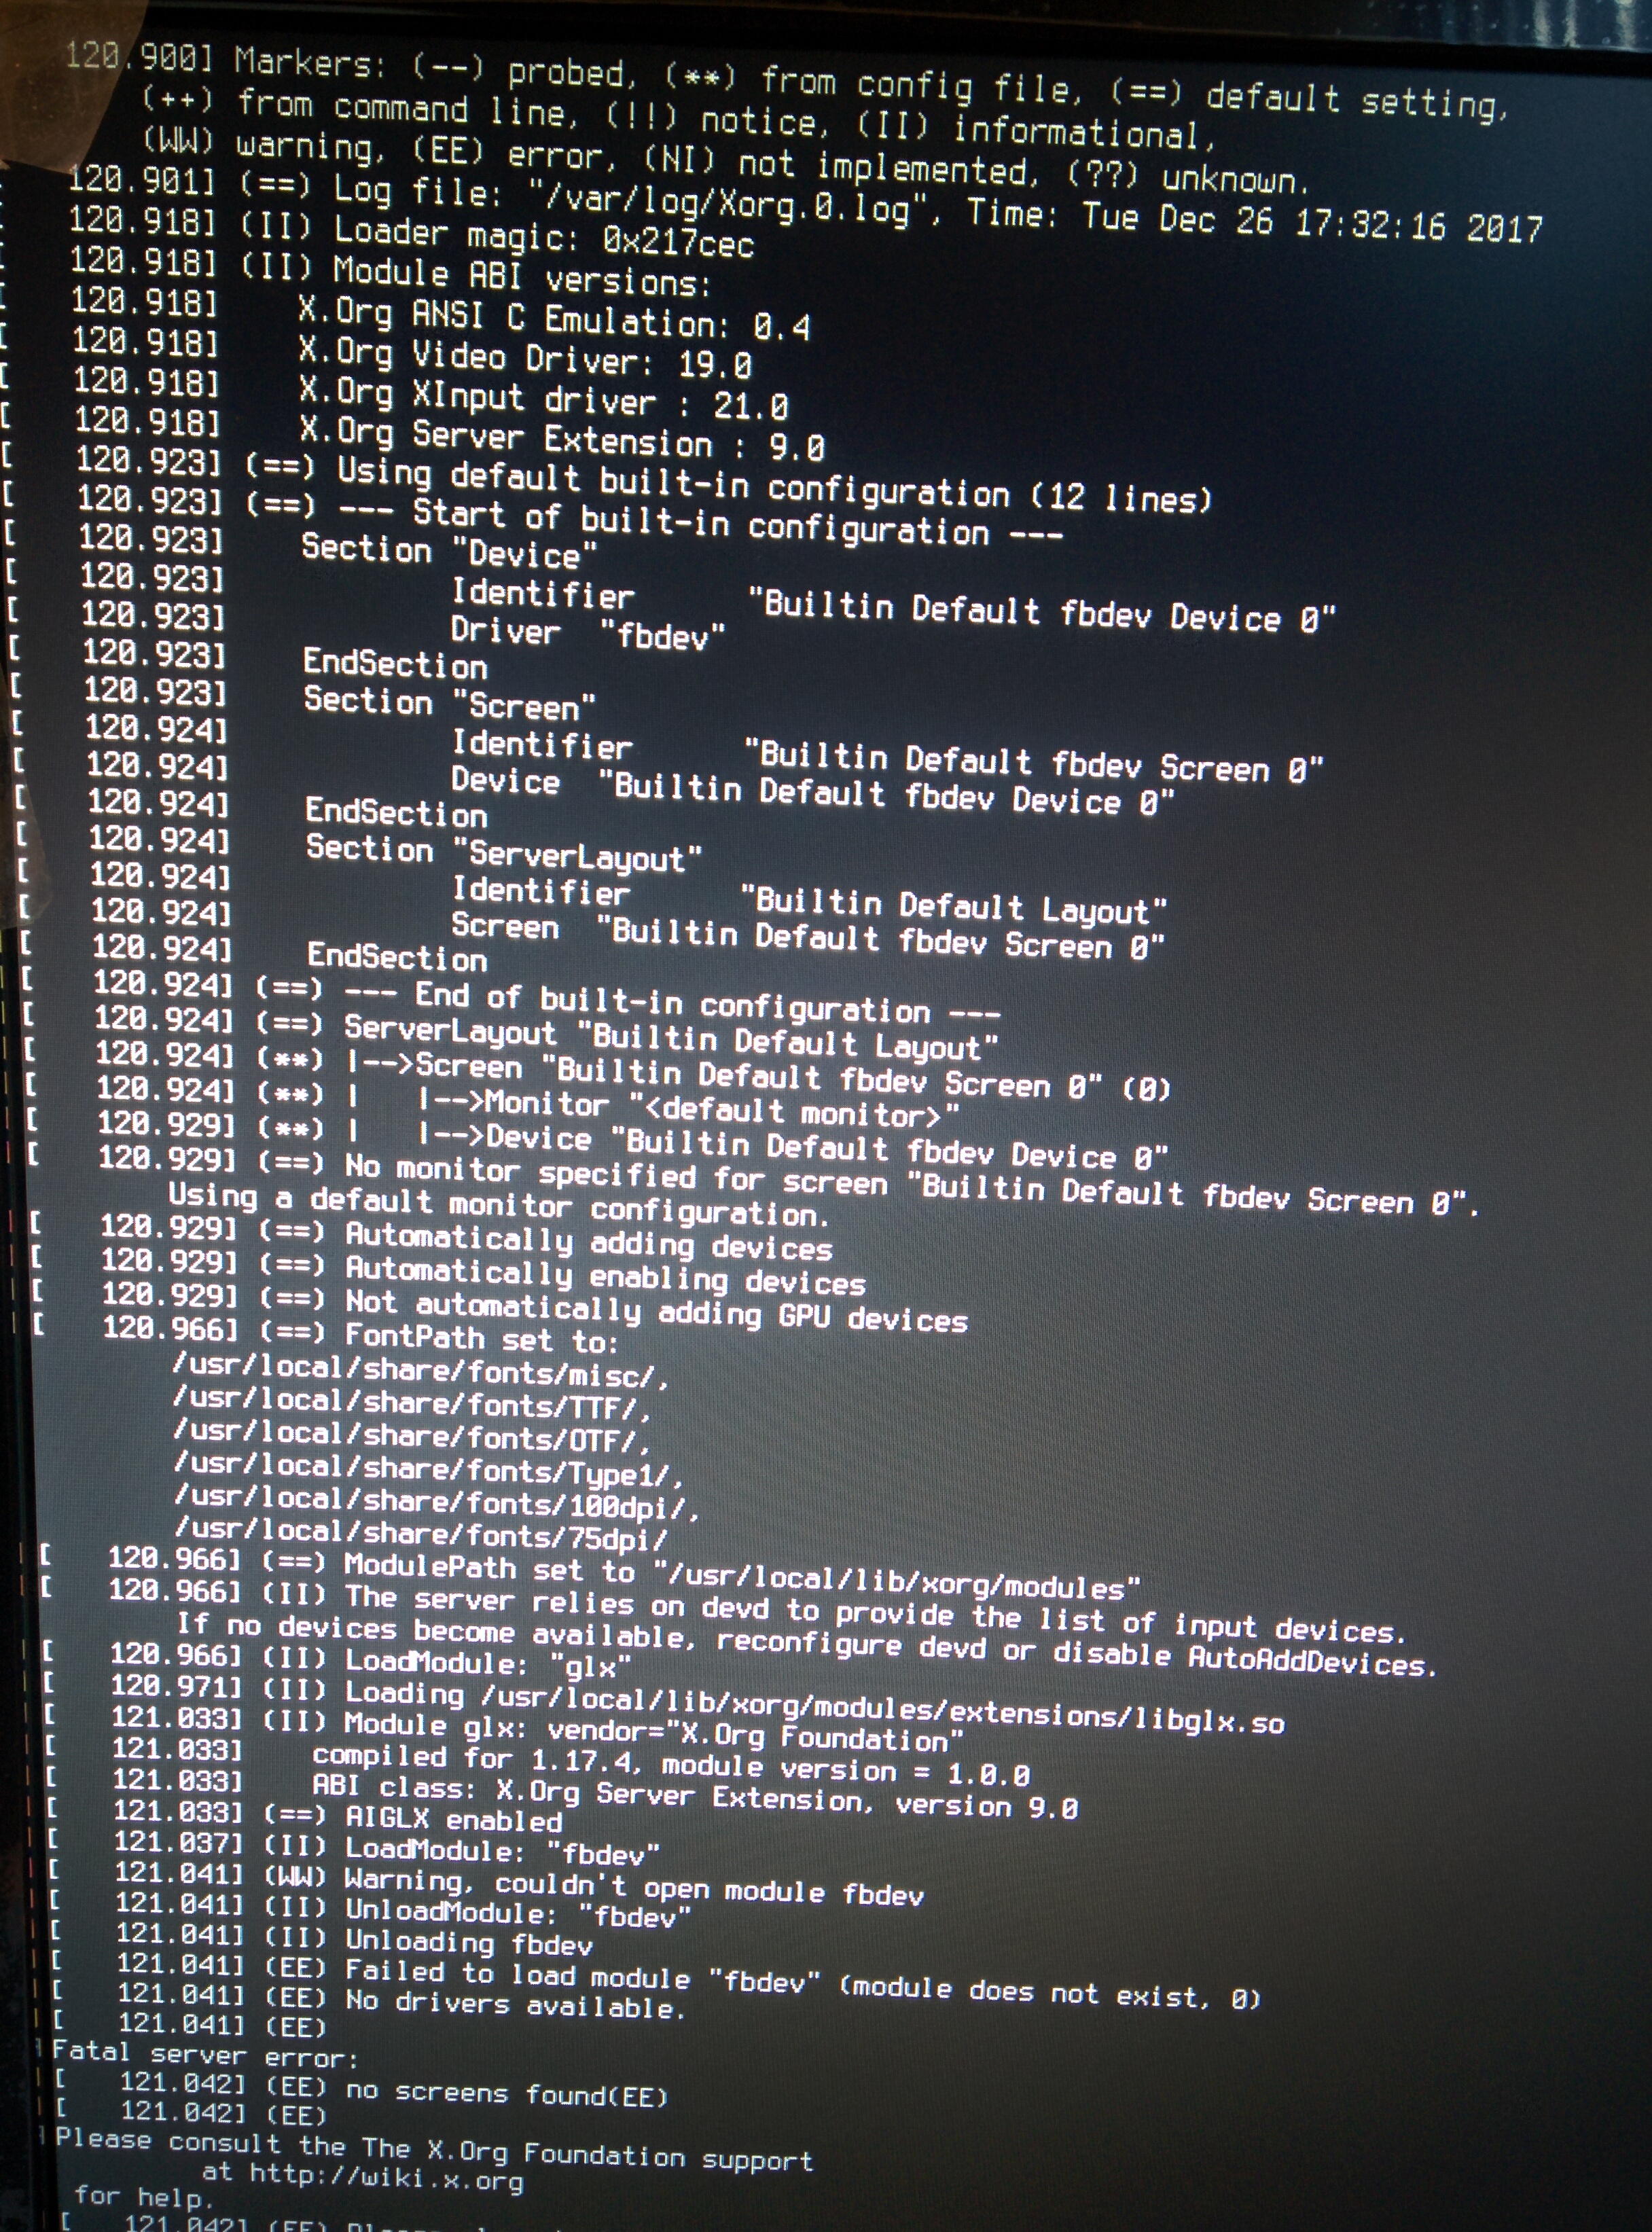 120.900] Markers: (--) probed, (**) from config file, (==) default setting,
(++) from command line, (!!) notice, (II) informational,
(WW) warning, (EE) error, (NI) not implemented, (??) unknown.
120.901] (==) Log file: "/var/log/Xorg.0.log", Time: Tue Dec 26 17:32:16 2017
120.918] (II) Loader magic: 0x217cec
120.918] (II) Module ABI versions:
[ 120.918] X.Org ANSI C Emulation: 0.4
[ 120.918] X.Org Video Driver: 19.0
[ 120.918] X.Org XInput driver : 21.0
[ 120.918] X.Org Server Extension : 9.0
[ 120.923] (==) Using default built-in configuration (12 lines)
[ 120.923] (==) --- Start of built-in configuration ---
[ 120.923] Section "Device"
[ 120.923] Identifier "Builtin Default fbdev Device 0"
[ 120.923] Driver "fbdev"
[ 120.923] EndSection
[ 120.923] Section "Screen"
[ 120.924] Identifier "Builtin Default fbdev Screen 0"
[ 120.924] Device "Builtin Default fbdev Device 0"
[ 120.924] EndSection
[ 120.924] Section "ServerLayout"
[ 120.924] Identifier "Builtin Default Layout"
[ 120.924] Screen "Builtin Default fbdev Screen 0"
[ 120.924] EndSection
[ 120.924] (==) --- End of built-in configuration ---
[ 120.924] (==) ServerLayout "Builtin Default Layout"
[ 120.924] (**) |-->Screen "Builtin Default fbdev Screen 0" (0)
[ 120.924] (**) | |-->Monitor "<default monitor>"
[ 120.929] (**) | |-->Device "Builtin Default fbdev Device 0"
[ 120.929] (==) No monitor specified for screen "Builtin Default fbdev Screen 0".
Using a default monitor configuration.
[ 120.929] (==) Automatically adding devices
[ 120.929] (==) Automatically enabling devices
[ 120.929] (==) Not automatically adding GPU devices
[ 120.966] (==) FontPath set to:
/usr/local/share/fonts/misc/,
/usr/local/share/fonts/TTF/,
/usr/local/share/fonts/OTF/,
/usr/local/share/fonts/Type1/,
/usr/local/share/fonts/100dpi/,
/usr/local/share/fonts/75dpi/
[ 120.966] (==) ModulePath set to "/usr/local/lib/xorg/modules"
[ 120.966] (II) The server relies on devd to provide the list of input devices.
If no devices become available, reconfigure devd or disable AutoAddDevices.
[ 120.966] (II) LoadModule: "glx"
[ 120.971] (II) Loading /usr/local/lib/xorg/modules/extensions/libglx.so
[ 121.033] (II) Module glx: vendor="X.Org Foundation"
[ 121.033] compiled for 1.17.4, module version = 1.0.0
[ 121.033] ABI class: X.Org Server Extension, version 9.0
[ 121.033] (==) AIGLX enabled
[ 121.037] (II) LoadModule: "fbdev"
[ 121.041] (WW) Warning, couldn't open module fbdev
[ 121.041] (II) UnloadModule: "fbdev"
[ 121.041] (II) Unloading fbdev
[ 121.041] (EE) Failed to load module "fbdev" (module does not exist, 0)
[ 121.041] (EE) No drivers available.
[ 121.041] (EE)
Fatal server error:
[ 121.042] (EE) no screens found(EE)
[ 121.042] (EE)
Please consult the The X.Org Foundation support
at http://wiki.x.org
for help.
[ 121.042] (EE)